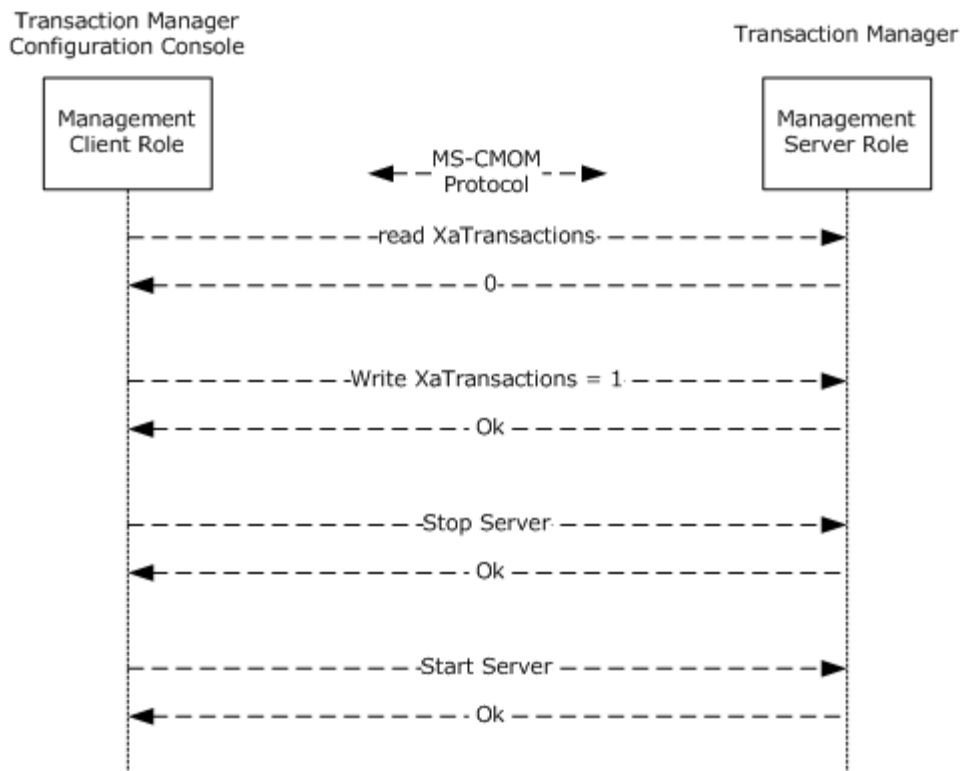 Transaction Manager
Configuration Console
Transaction Manager
Management
Client Role
Management
Server Role
MS-CMOM
Protocol
read XaTransactions
0
Write XaTransactions = 1
Ok
Stop Server
Ok
Start Server
Ok